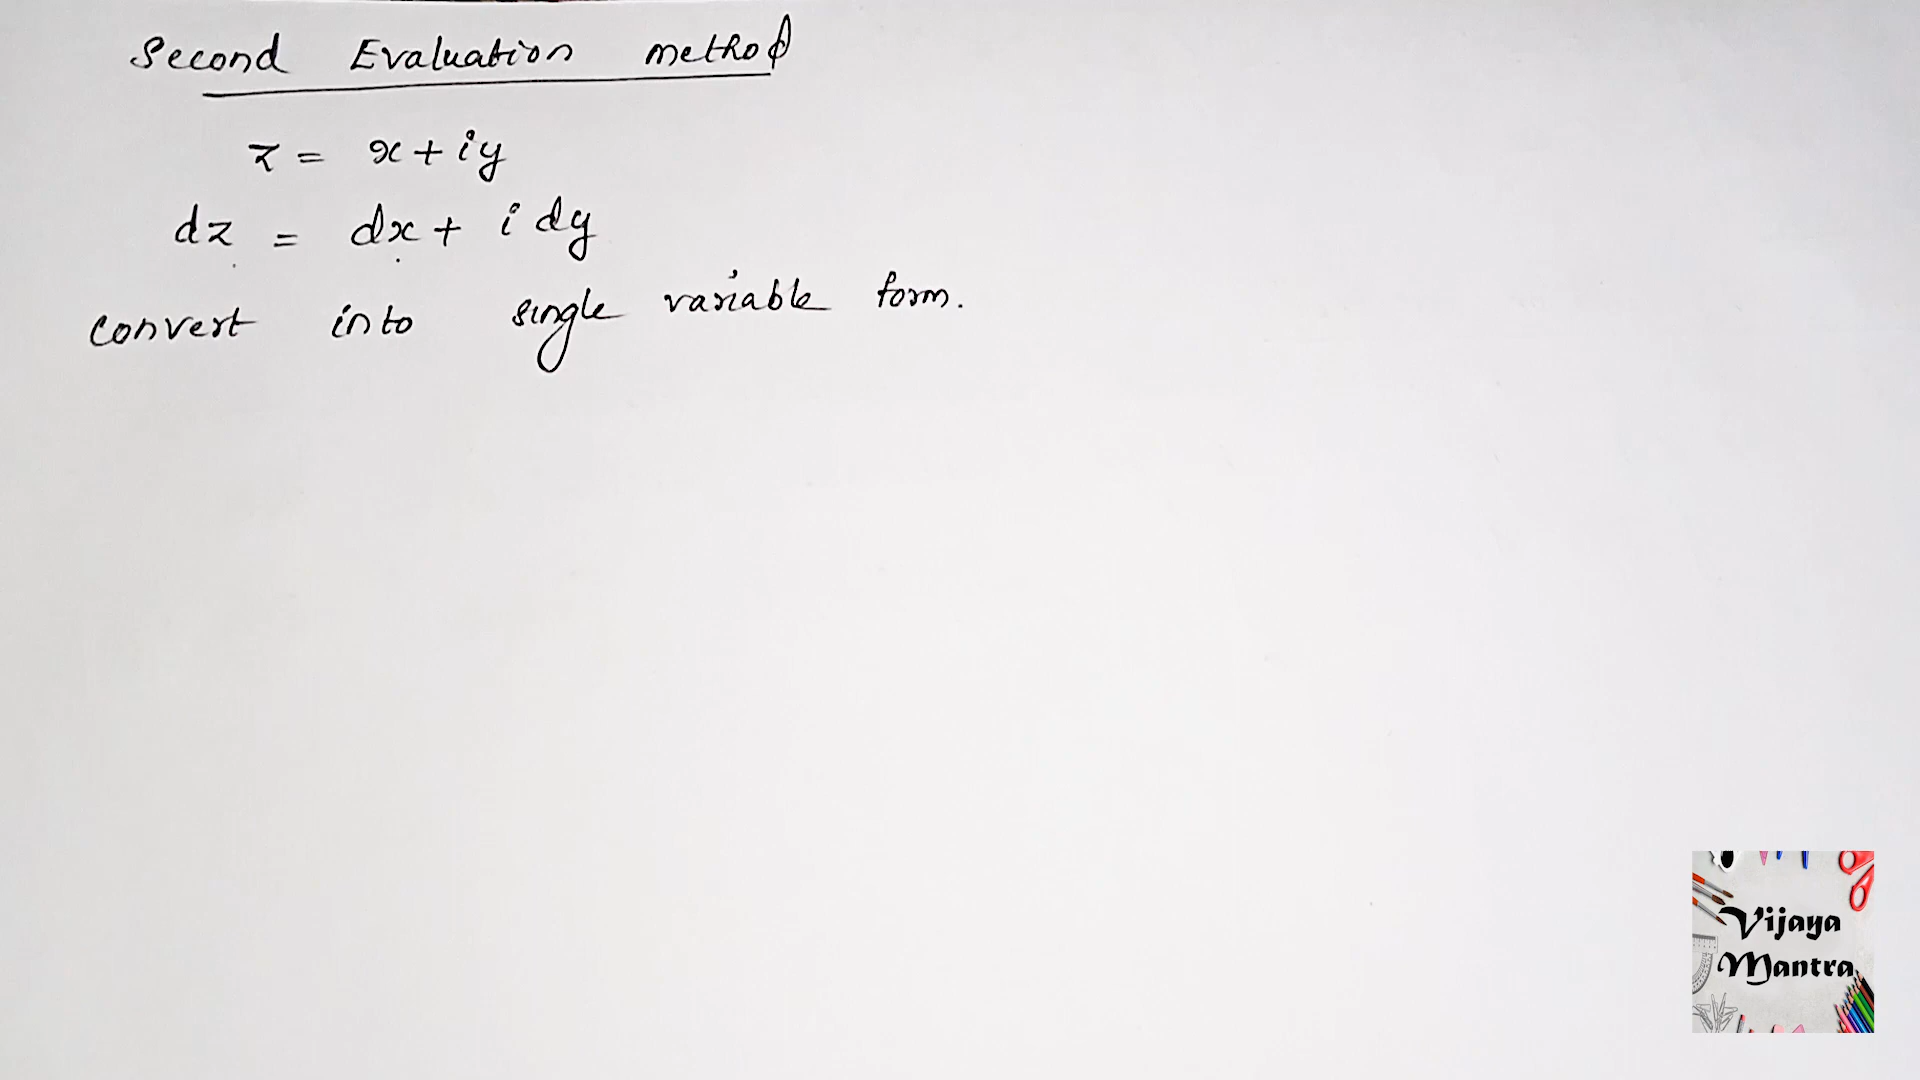 Second Evaluation method
z = x + iy
dz = dx + i dy
convert into single variable form.
Vijaya
Mantra